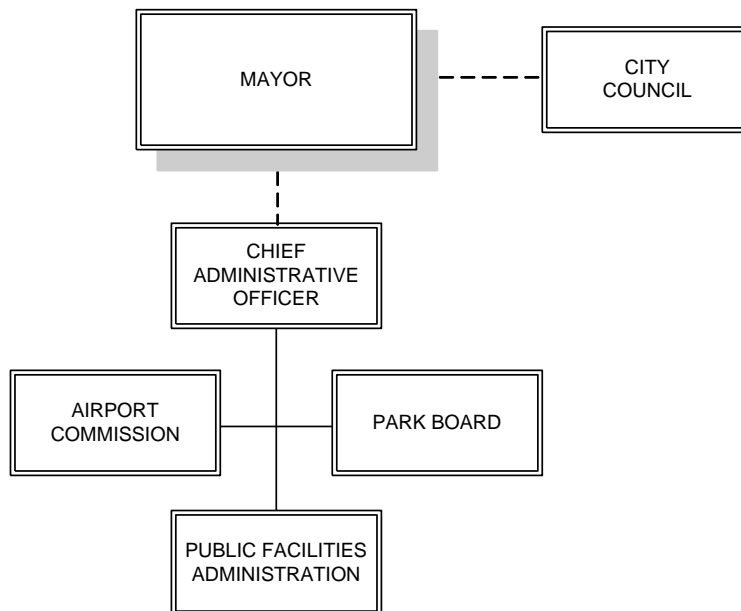 MAYOR
CITY
COUNCIL
CHIEF
ADMINISTRATIVE
OFFICER
AIRPORT
COMMISSION
PARK BOARD
PUBLIC FACILITIES
ADMINISTRATION